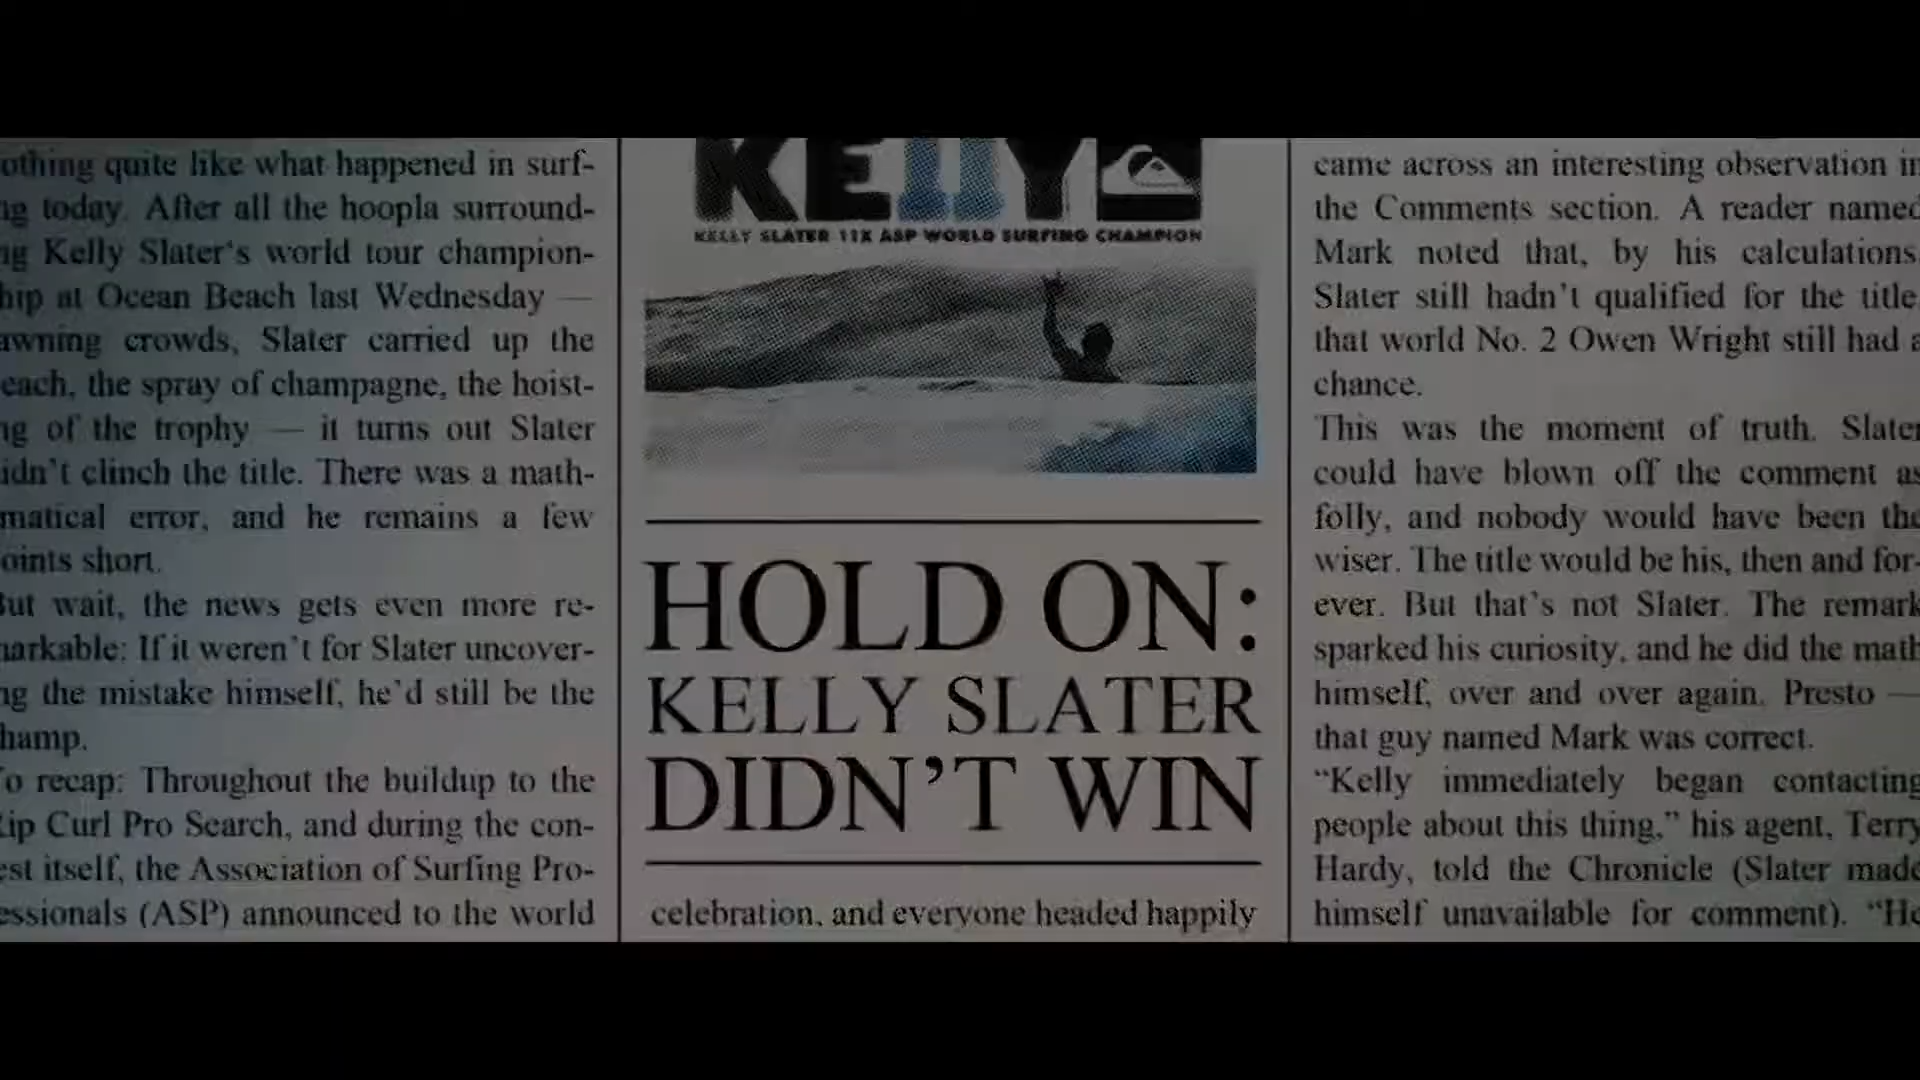 othing quite like what happened in surf-
ng today. After all the hoopla surround-
ng Kelly Slater's world tour champion-
hip at Ocean Beach last Wednesday —
awning crowds, Slater carried up the
each, the spray of champagne, the hoist-
ng of the trophy — it turns out Slater
idn't clinch the title. There was a math-
matical error, and he remains a few
oints short.
But wait, the news gets even more re-
markable: If it weren't for Slater uncover-
ng the mistake himself, he'd still be the
hamp.
To recap: Throughout the buildup to the
Rip Curl Pro Search, and during the con-
est itself, the Association of Surfing Pro-
essionals (ASP) announced to the world
KELLY
KELLY SLATER 11X ASP WORLD SURFING CHAMPION
HOLD ON:
KELLY SLATER
DIDN'T WIN
celebration, and everyone headed happily
came across an interesting observation in
the Comments section. A reader named
Mark noted that, by his calculations,
Slater still hadn't qualified for the title,
that world No. 2 Owen Wright still had a
chance.
This was the moment of truth. Slater
could have blown off the comment as
folly, and nobody would have been the
wiser. The title would be his, then and for-
ever. But that's not Slater. The remark
sparked his curiosity, and he did the math
himself, over and over again. Presto —
that guy named Mark was correct.
“Kelly immediately began contacting
people about this thing,” his agent, Terry
Hardy, told the Chronicle (Slater made
himself unavailable for comment). “He